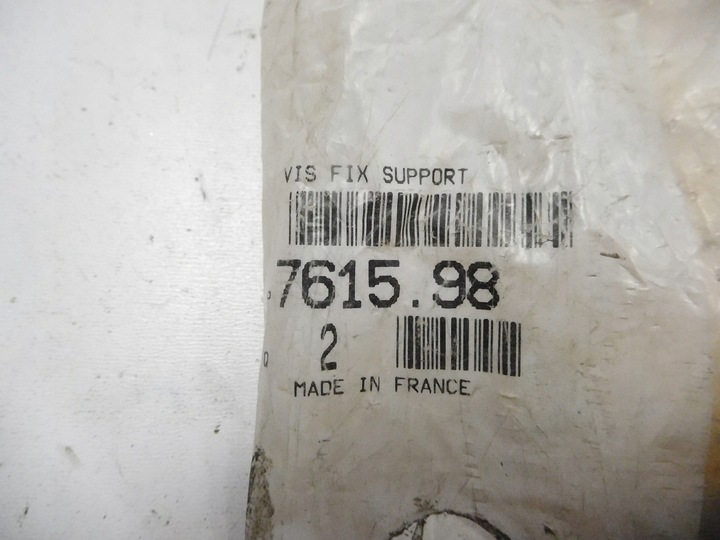 VIS FIX SUPPORT
P 7615.98
Q 2
MADE IN FRANCE